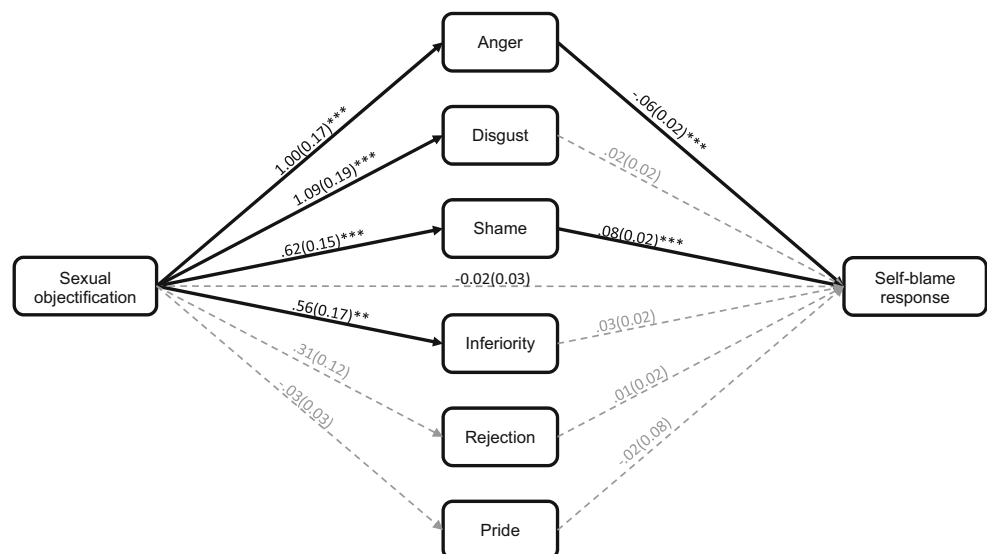 Anger
1.00(0.17)***
-.06(0.02)***
Disgust
1.09(0.19)***
.02(0.02)
Shame
.62(0.15)***
.08(0.02)***
Sexual
objectification
-0.02(0.03)
Self-blame
response
.56(0.17)**
Inferiority
.03(0.02)
.31(0.12)
Rejection
.01(0.02)
-.03(0.03)
Pride
-.02(0.08)